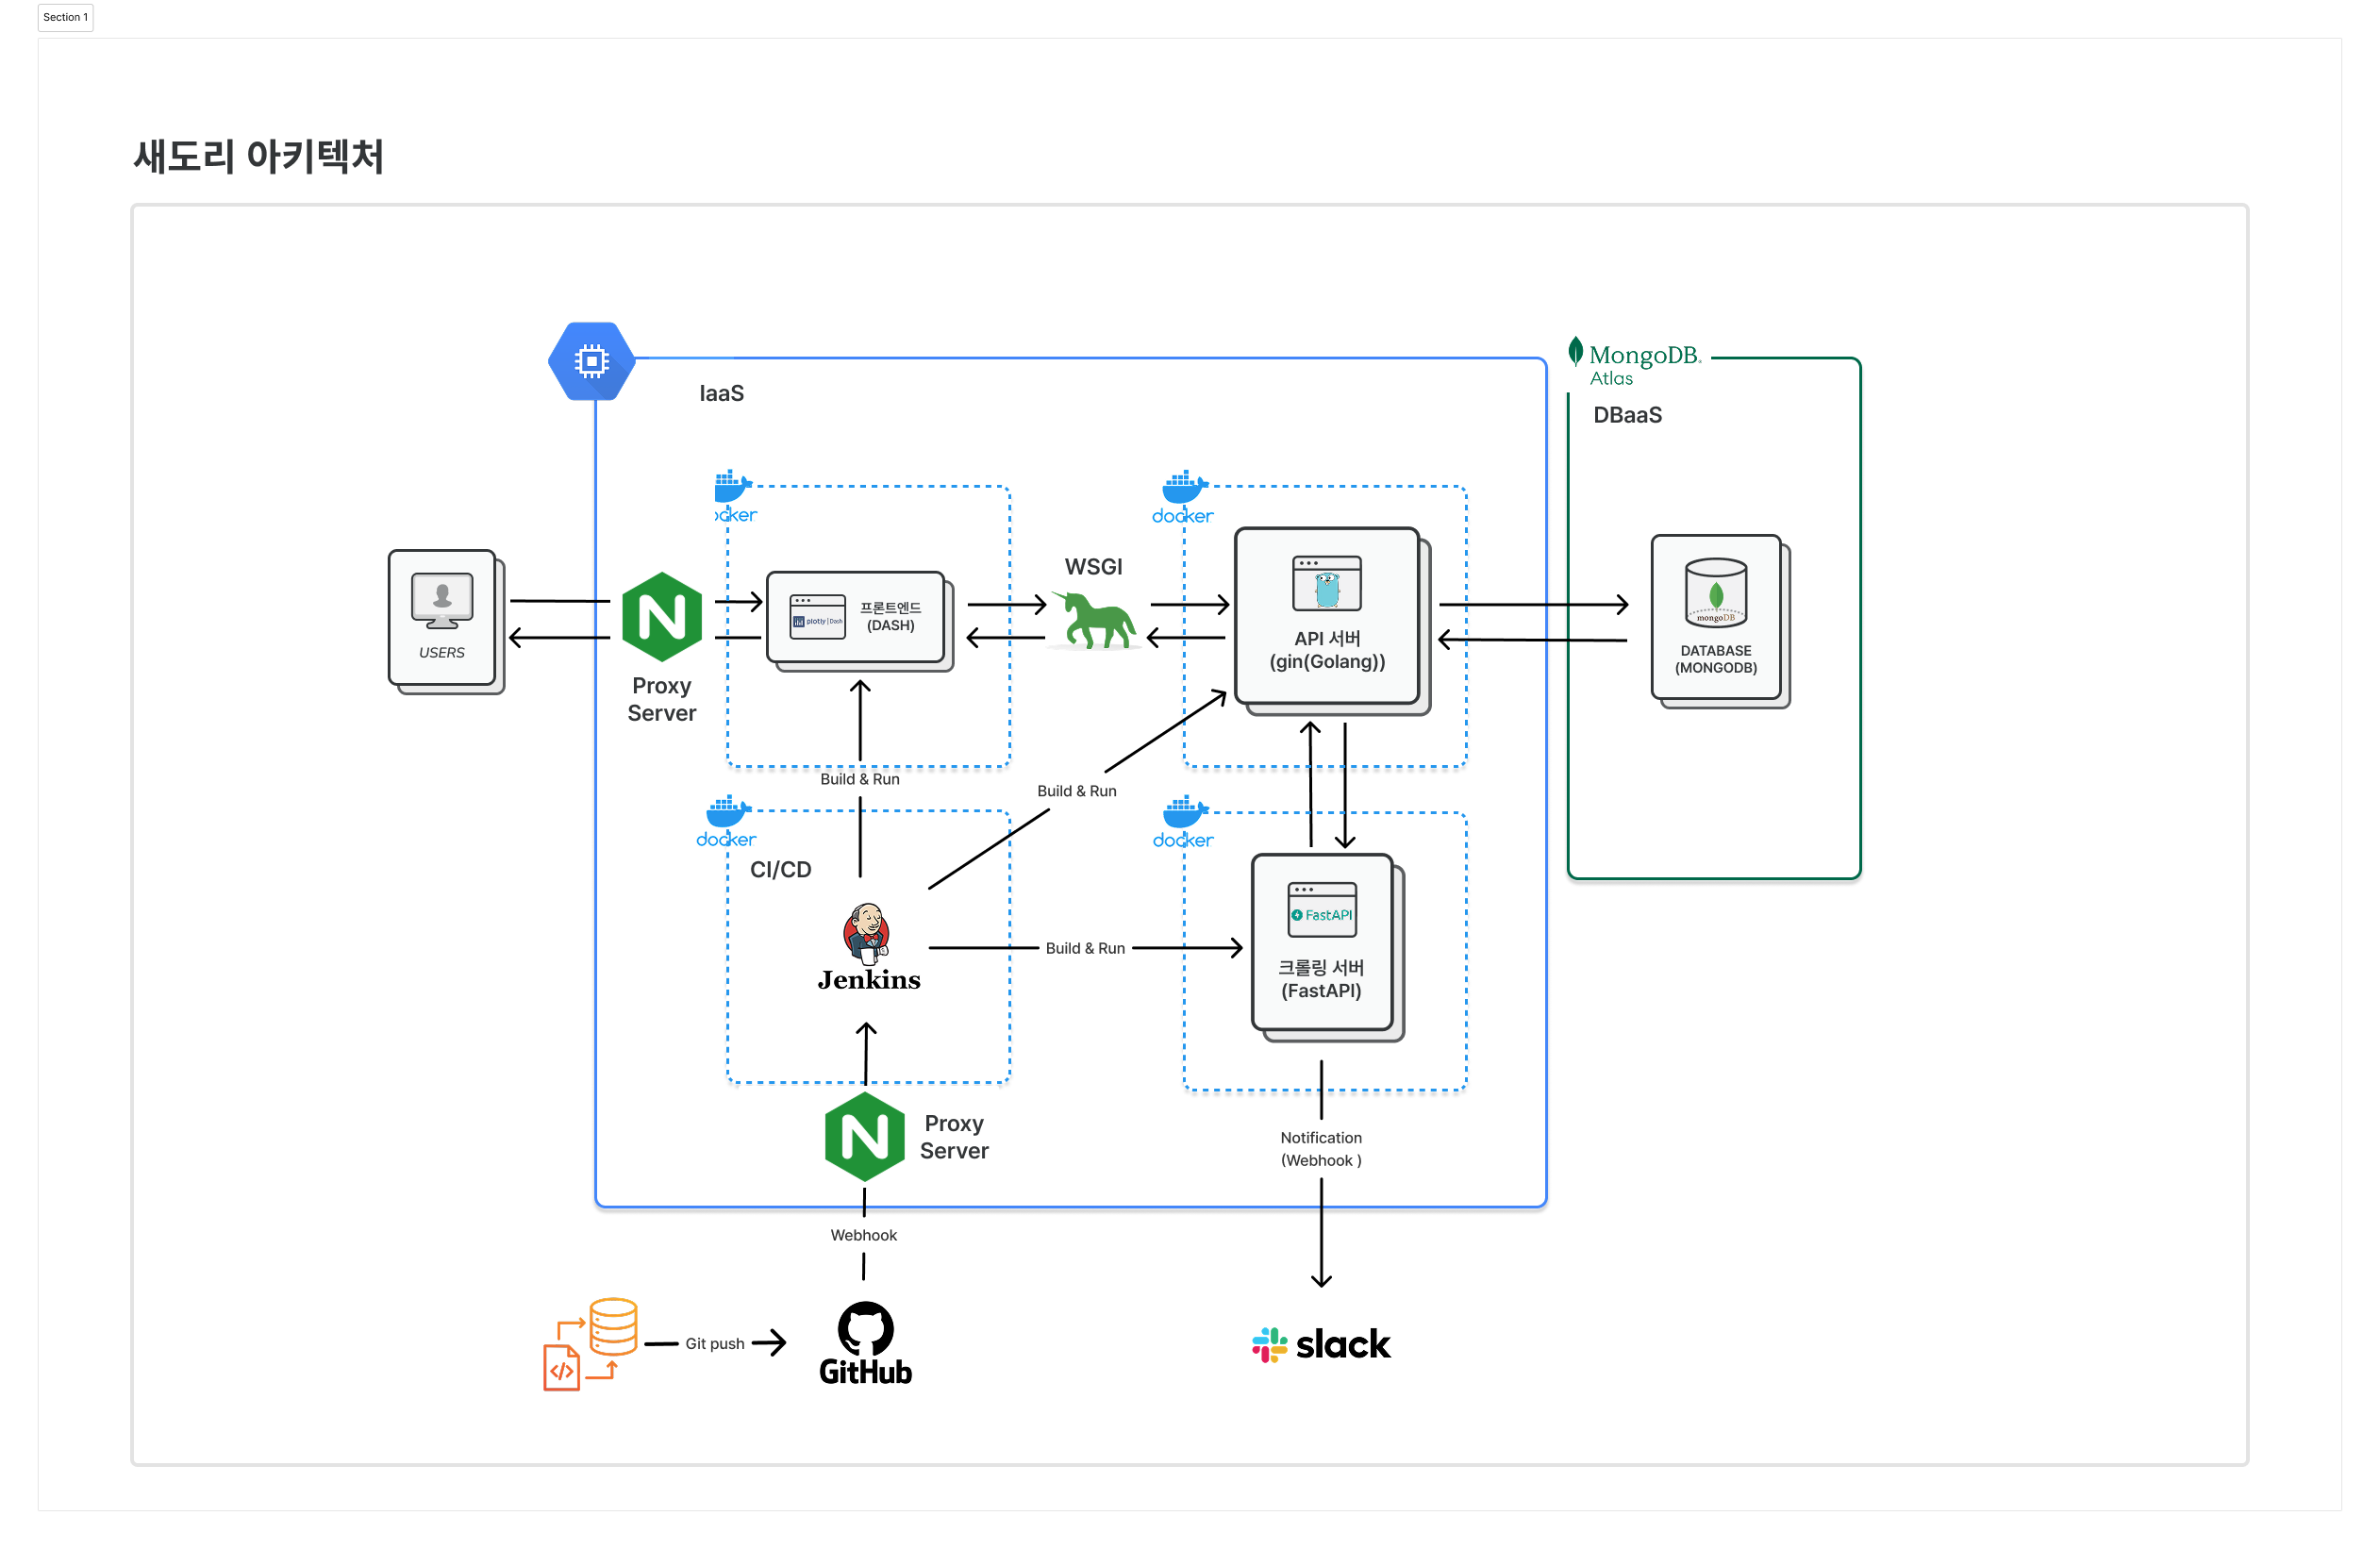 Section 1
새도리 아키텍처
IaaS
MongoDB.
Atlas
DBaaS
docker
docker
WSGI
USERS
Proxy
Server
plotly | Dash
프론트엔드
(DASH)
API 서버
(gin(Golang))
mongoDB
DATABASE
(MONGODB)
Build & Run
Build & Run
docker
docker
CI/CD
Jenkins
Build & Run
FastAPI
크롤링 서버
(FastAPI)
Proxy
Server
Notification
(Webhook )
Webhook
Git push
GitHub
slack